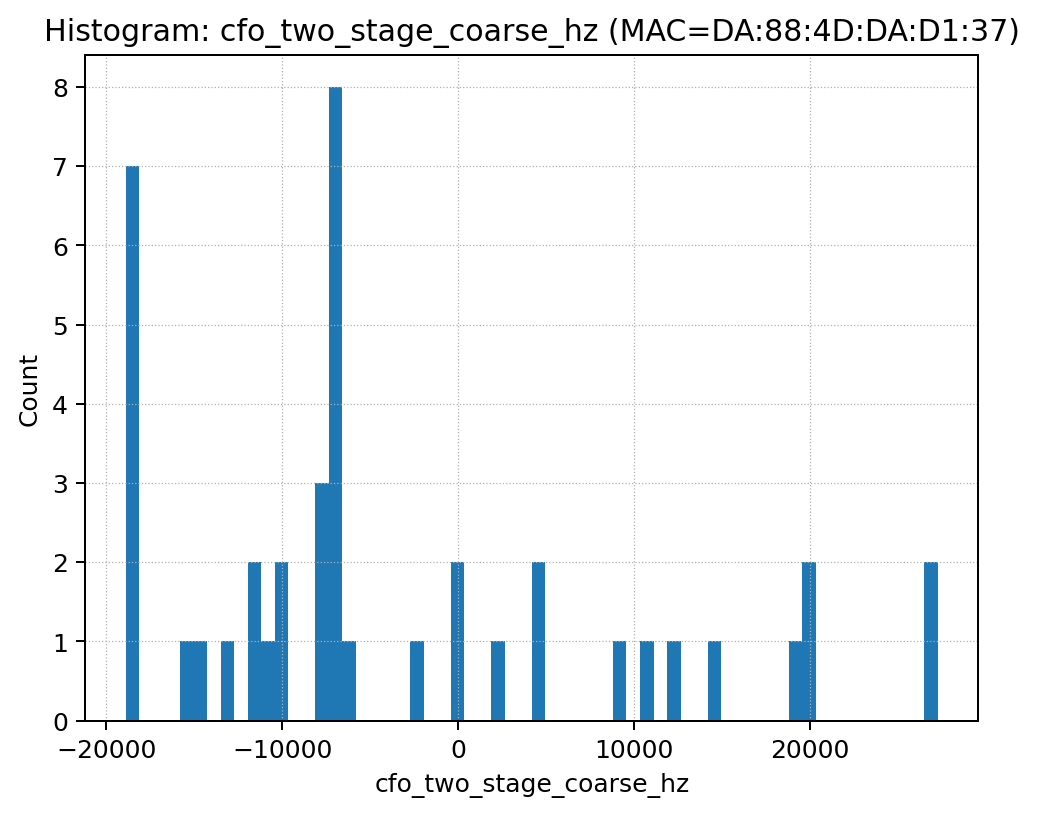 Histogram: cfo_two_stage_coarse_hz (MAC=DA:88:4D:DA:D1:37)
8
7
6
5
4
3
2
1
0
Count
−20000 −10000 0 10000 20000
cfo_two_stage_coarse_hz